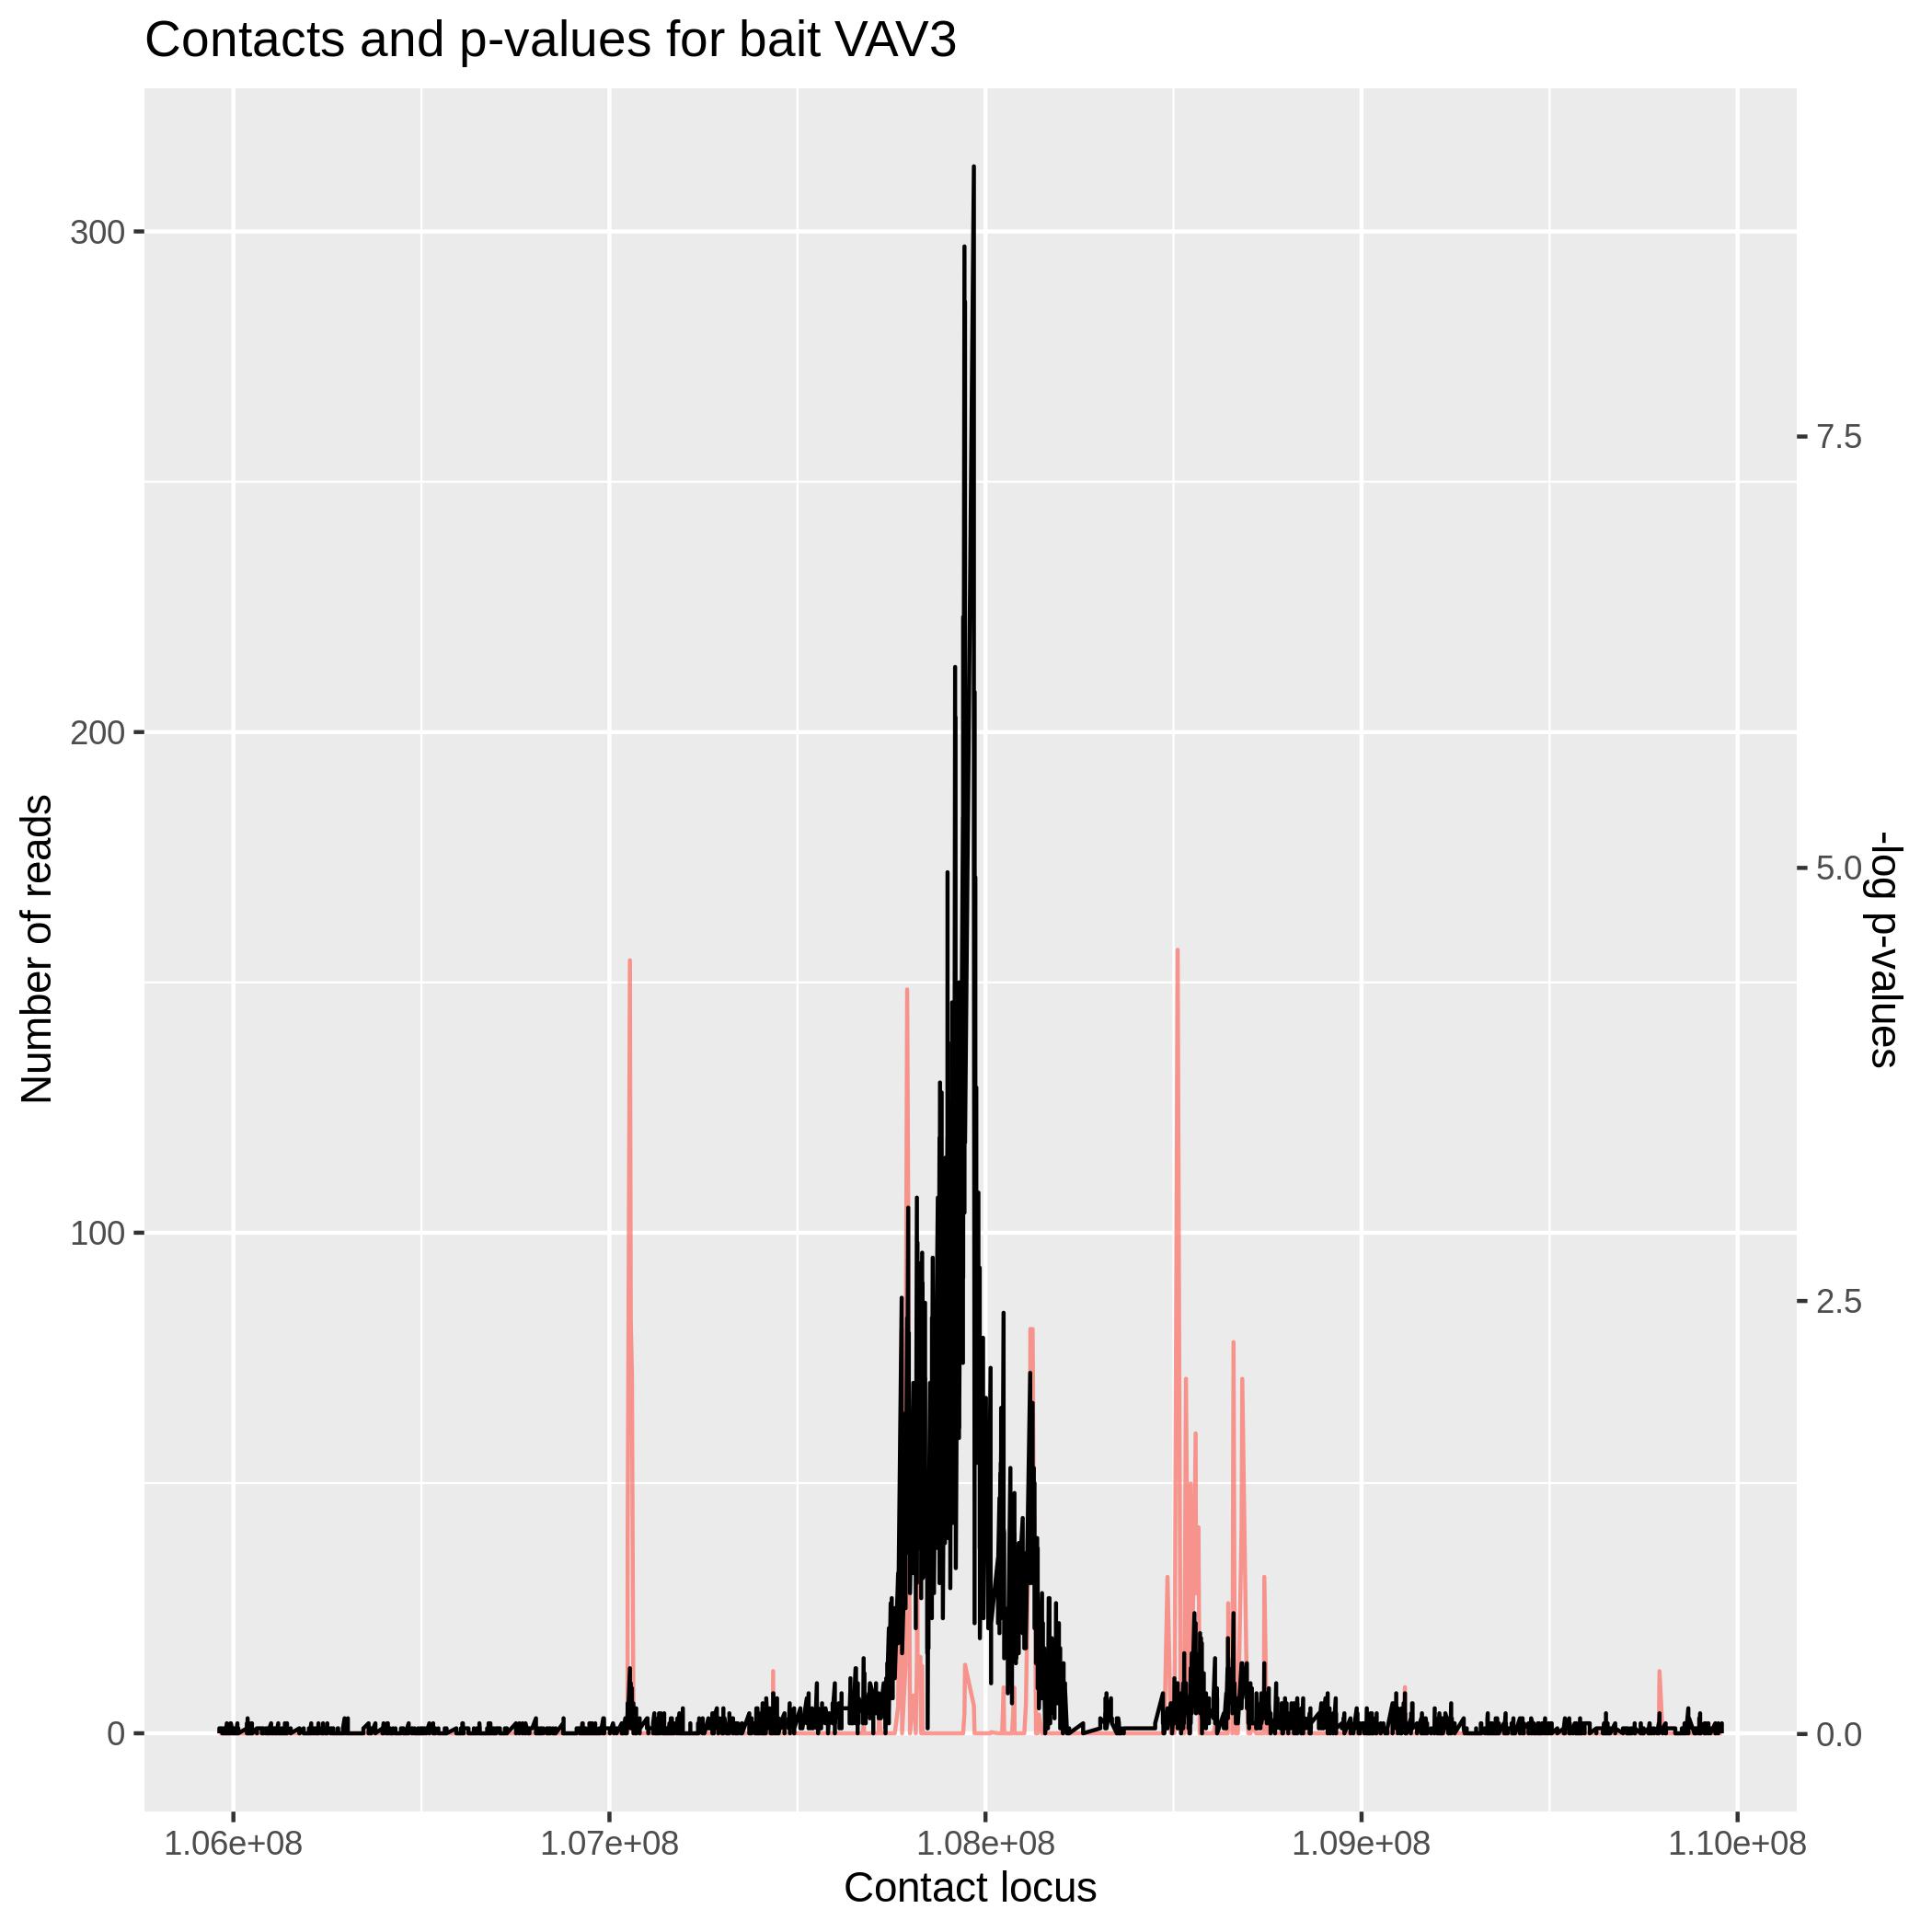 Contacts and p-values for bait VAV3
300
200
100
0
Number of reads
7.5
5.0
2.5
0.0
-log p-values
1.06e+08 1.07e+08 1.08e+08 1.09e+08 1.10e+08
Contact locus